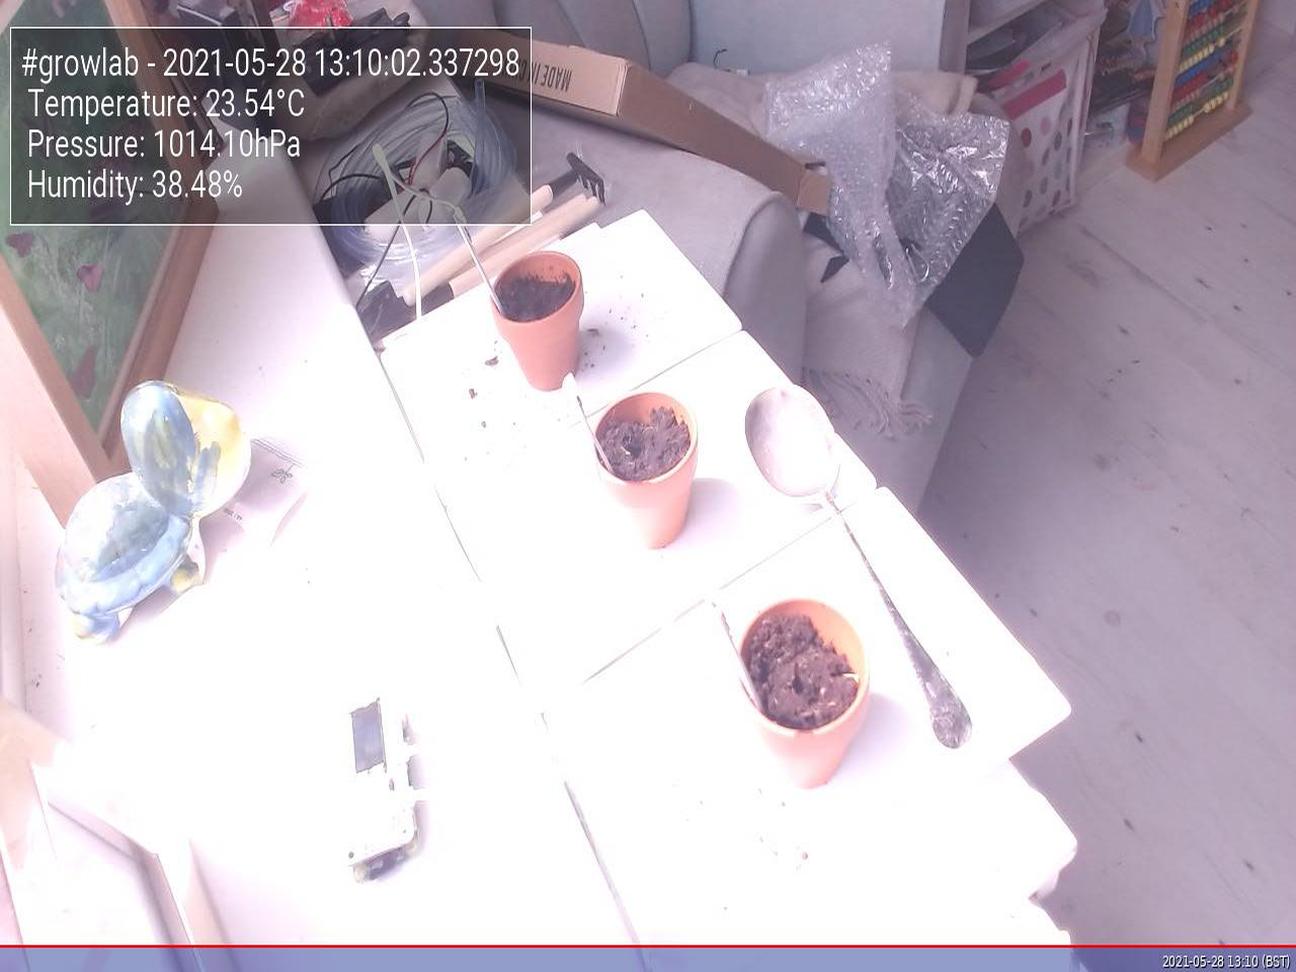 #growlab - 2021-05-28 13:10:02.337298
Temperature: 23.54°C
Pressure: 1014.10hPa
Humidity: 38.48%
MADE IN
2021-05-28 13:10 (BST)